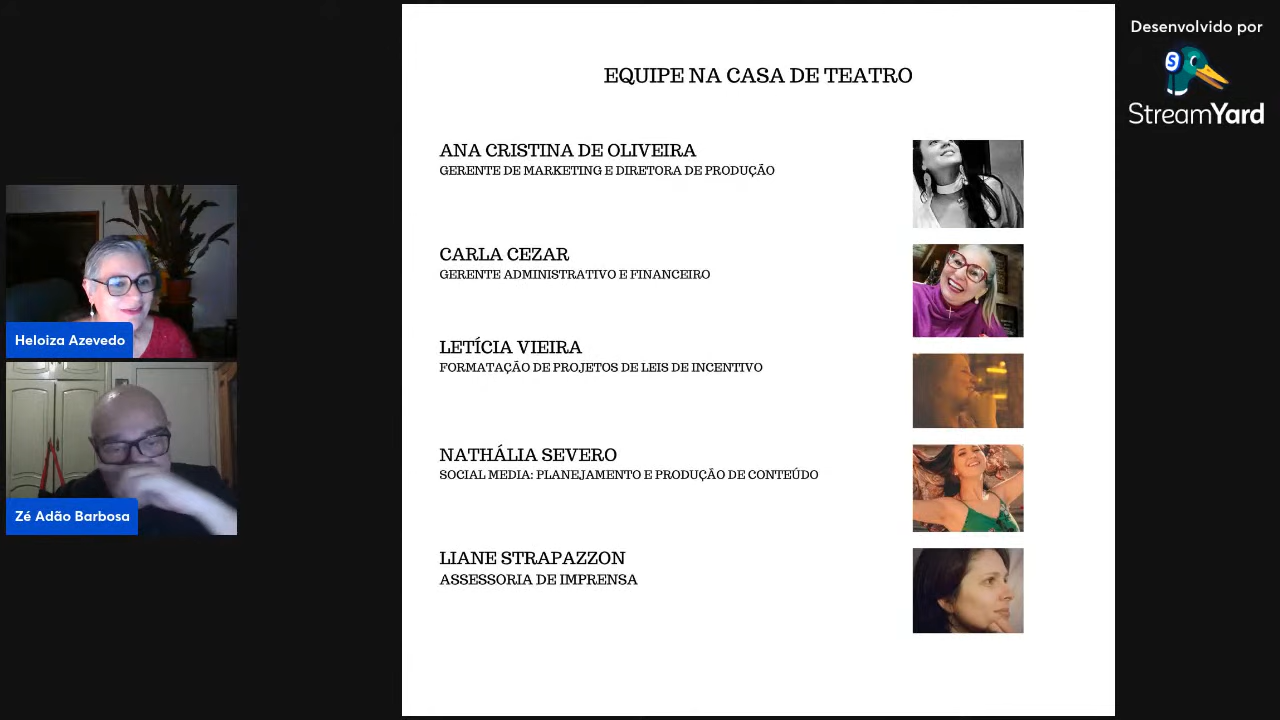 Desenvolvido por
StreamYard
EQUIPE NA CASA DE TEATRO
ANA CRISTINA DE OLIVEIRA
GERENTE DE MARKETING E DIRETORA DE PRODUÇÃO
CARLA CEZAR
GERENTE ADMINISTRATIVO E FINANCEIRO
LETÍCIA VIEIRA
FORMATAÇÃO DE PROJETOS DE LEIS DE INCENTIVO
NATHÁLIA SEVERO
SOCIAL MEDIA: PLANEJAMENTO E PRODUÇÃO DE CONTEÚDO
LIANE STRAPAZZON
ASSESSORIA DE IMPRENSA
Heloiza Azevedo
Zé Adão Barbosa